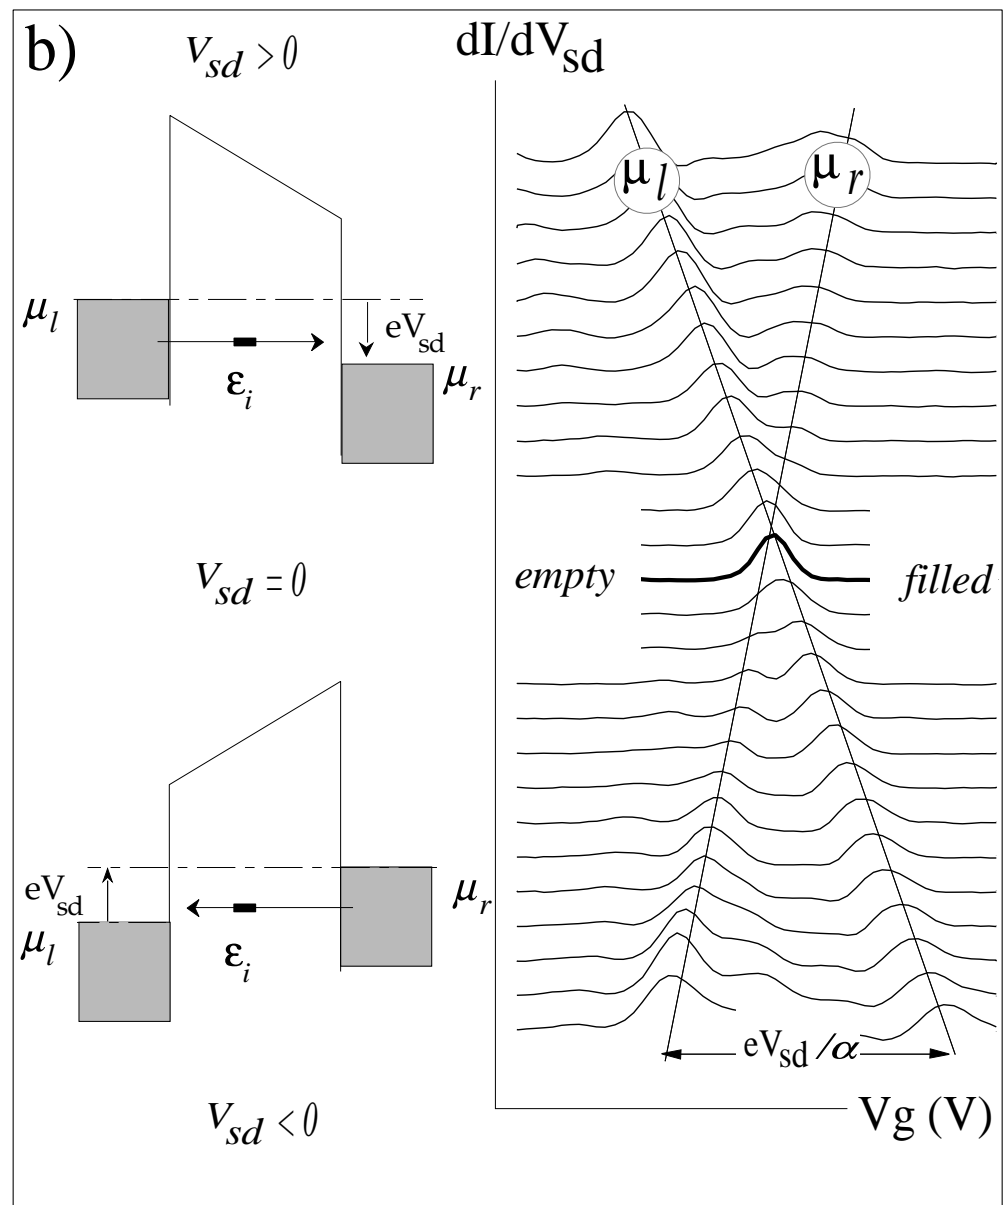 b)
V_sd > 0
dI/dV_sd
μ_l
μ_r
μ_l
eV_sd
μ_r
ε_i
V_sd = 0
empty
filled
eV_sd
μ_r
μ_l
ε_i
eV_sd/α
V_sd < 0
Vg (V)